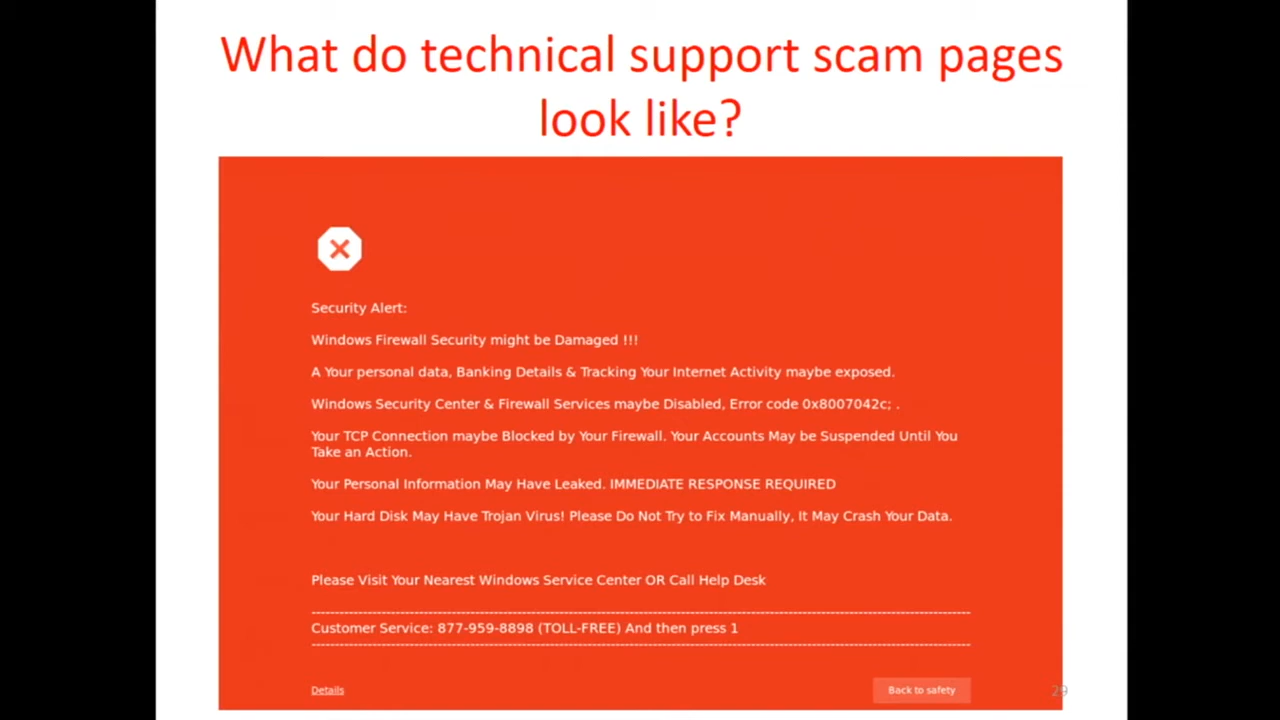 What do technical support scam pages
look like?
Security Alert:
Windows Firewall Security might be Damaged !!!
A Your personal data, Banking Details & Tracking Your Internet Activity maybe exposed.
Windows Security Center & Firewall Services maybe Disabled, Error code 0x8007042c; .
Your TCP Connection maybe Blocked by Your Firewall. Your Accounts May be Suspended Until You
Take an Action.
Your Personal Information May Have Leaked. IMMEDIATE RESPONSE REQUIRED
Your Hard Disk May Have Trojan Virus! Please Do Not Try to Fix Manually, It May Crash Your Data.
Please Visit Your Nearest Windows Service Center OR Call Help Desk
Customer Service: 877-959-8898 (TOLL-FREE) And then press 1
Details
Back to safety
29